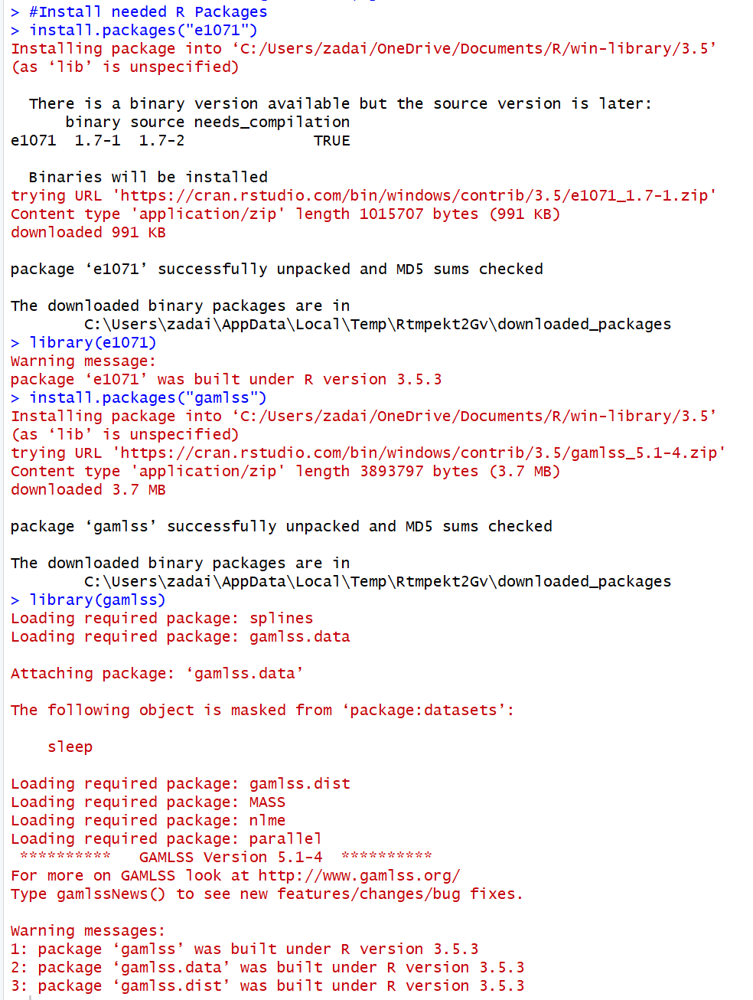 > #Install needed R Packages
> install.packages("e1071")
Installing package into ‘C:/Users/zadai/OneDrive/Documents/R/win-library/3.5’
(as ‘lib’ is unspecified)
There is a binary version available but the source version is later:
binary source needs_compilation
e1071 1.7-1 1.7-2 TRUE
Binaries will be installed
trying URL 'https://cran.rstudio.com/bin/windows/contrib/3.5/e1071_1.7-1.zip'
Content type 'application/zip' length 1015707 bytes (991 KB)
downloaded 991 KB
package ‘e1071’ successfully unpacked and MD5 sums checked
The downloaded binary packages are in
C:\Users\zadai\AppData\Local\Temp\Rtmpekt2Gv\downloaded_packages
> library(e1071)
Warning message:
package ‘e1071’ was built under R version 3.5.3
> install.packages("gamlss")
Installing package into ‘C:/Users/zadai/OneDrive/Documents/R/win-library/3.5’
(as ‘lib’ is unspecified)
trying URL 'https://cran.rstudio.com/bin/windows/contrib/3.5/gamlss_5.1-4.zip'
Content type 'application/zip' length 3893797 bytes (3.7 MB)
downloaded 3.7 MB
package ‘gamlss’ successfully unpacked and MD5 sums checked
The downloaded binary packages are in
C:\Users\zadai\AppData\Local\Temp\Rtmpekt2Gv\downloaded_packages
> library(gamlss)
Loading required package: splines
Loading required package: gamlss.data
Attaching package: ‘gamlss.data’
The following object is masked from ‘package:datasets’:
sleep
Loading required package: gamlss.dist
Loading required package: MASS
Loading required package: nlme
Loading required package: parallel
********** GAMLSS Version 5.1-4 **********
For more on GAMLSS look at http://www.gamlss.org/
Type gamlssNews() to see new features/changes/bug fixes.
Warning messages:
1: package ‘gamlss’ was built under R version 3.5.3
2: package ‘gamlss.data’ was built under R version 3.5.3
3: package ‘gamlss.dist’ was built under R version 3.5.3